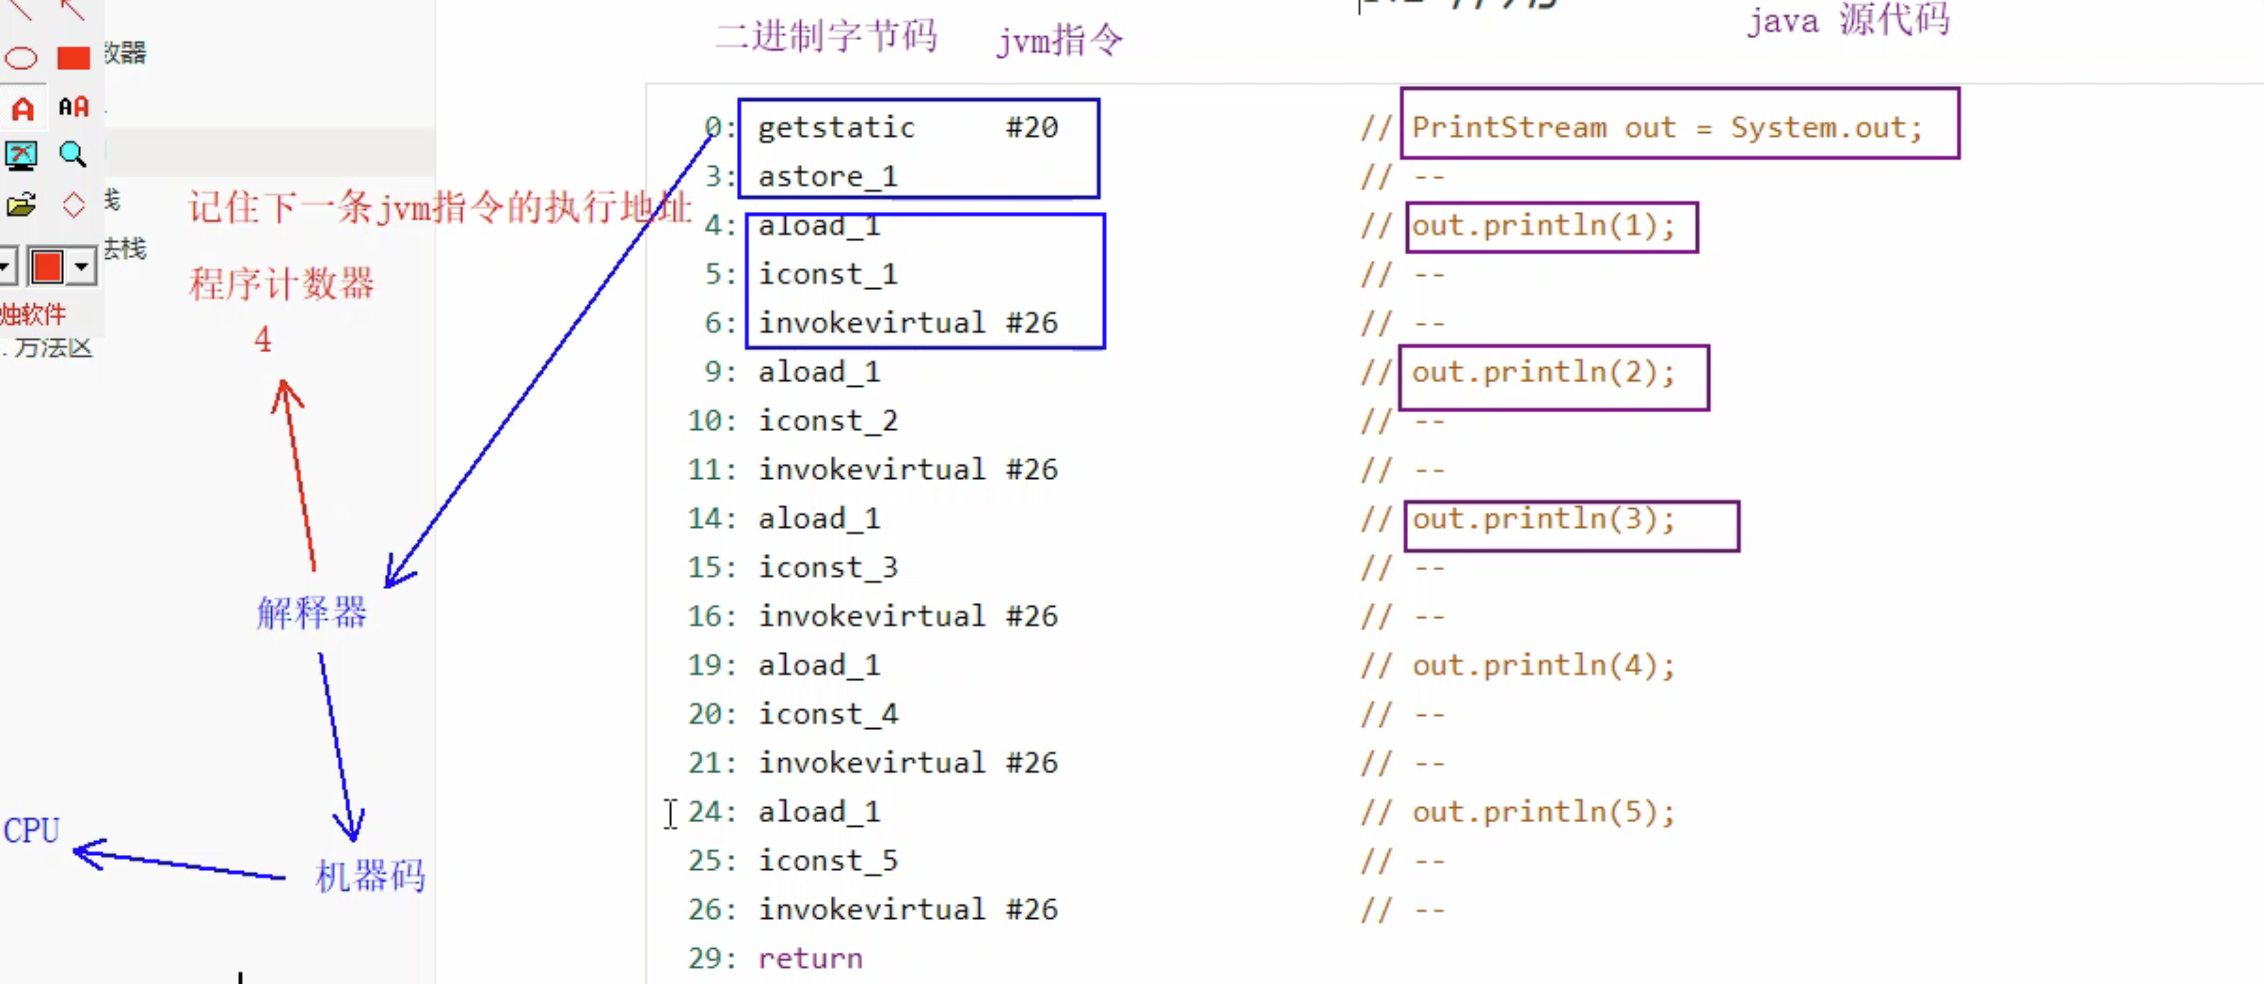 二进制字节码 jvm指令 java 源代码
数器
A AA
记住下一条jvm指令的执行地址
程序计数器
4
法栈
软件
.方法区
解释器
机器码
CPU
0: getstatic #20 // PrintStream out = System.out;
3: astore_1 // --
4: aload_1 // out.println(1);
5: iconst_1 // --
6: invokevirtual #26 // --
9: aload_1 // out.println(2);
10: iconst_2 // --
11: invokevirtual #26 // --
14: aload_1 // out.println(3);
15: iconst_3 // --
16: invokevirtual #26 // --
19: aload_1 // out.println(4);
20: iconst_4 // --
21: invokevirtual #26 // --
24: aload_1 // out.println(5);
25: iconst_5 // --
26: invokevirtual #26 // --
29: return